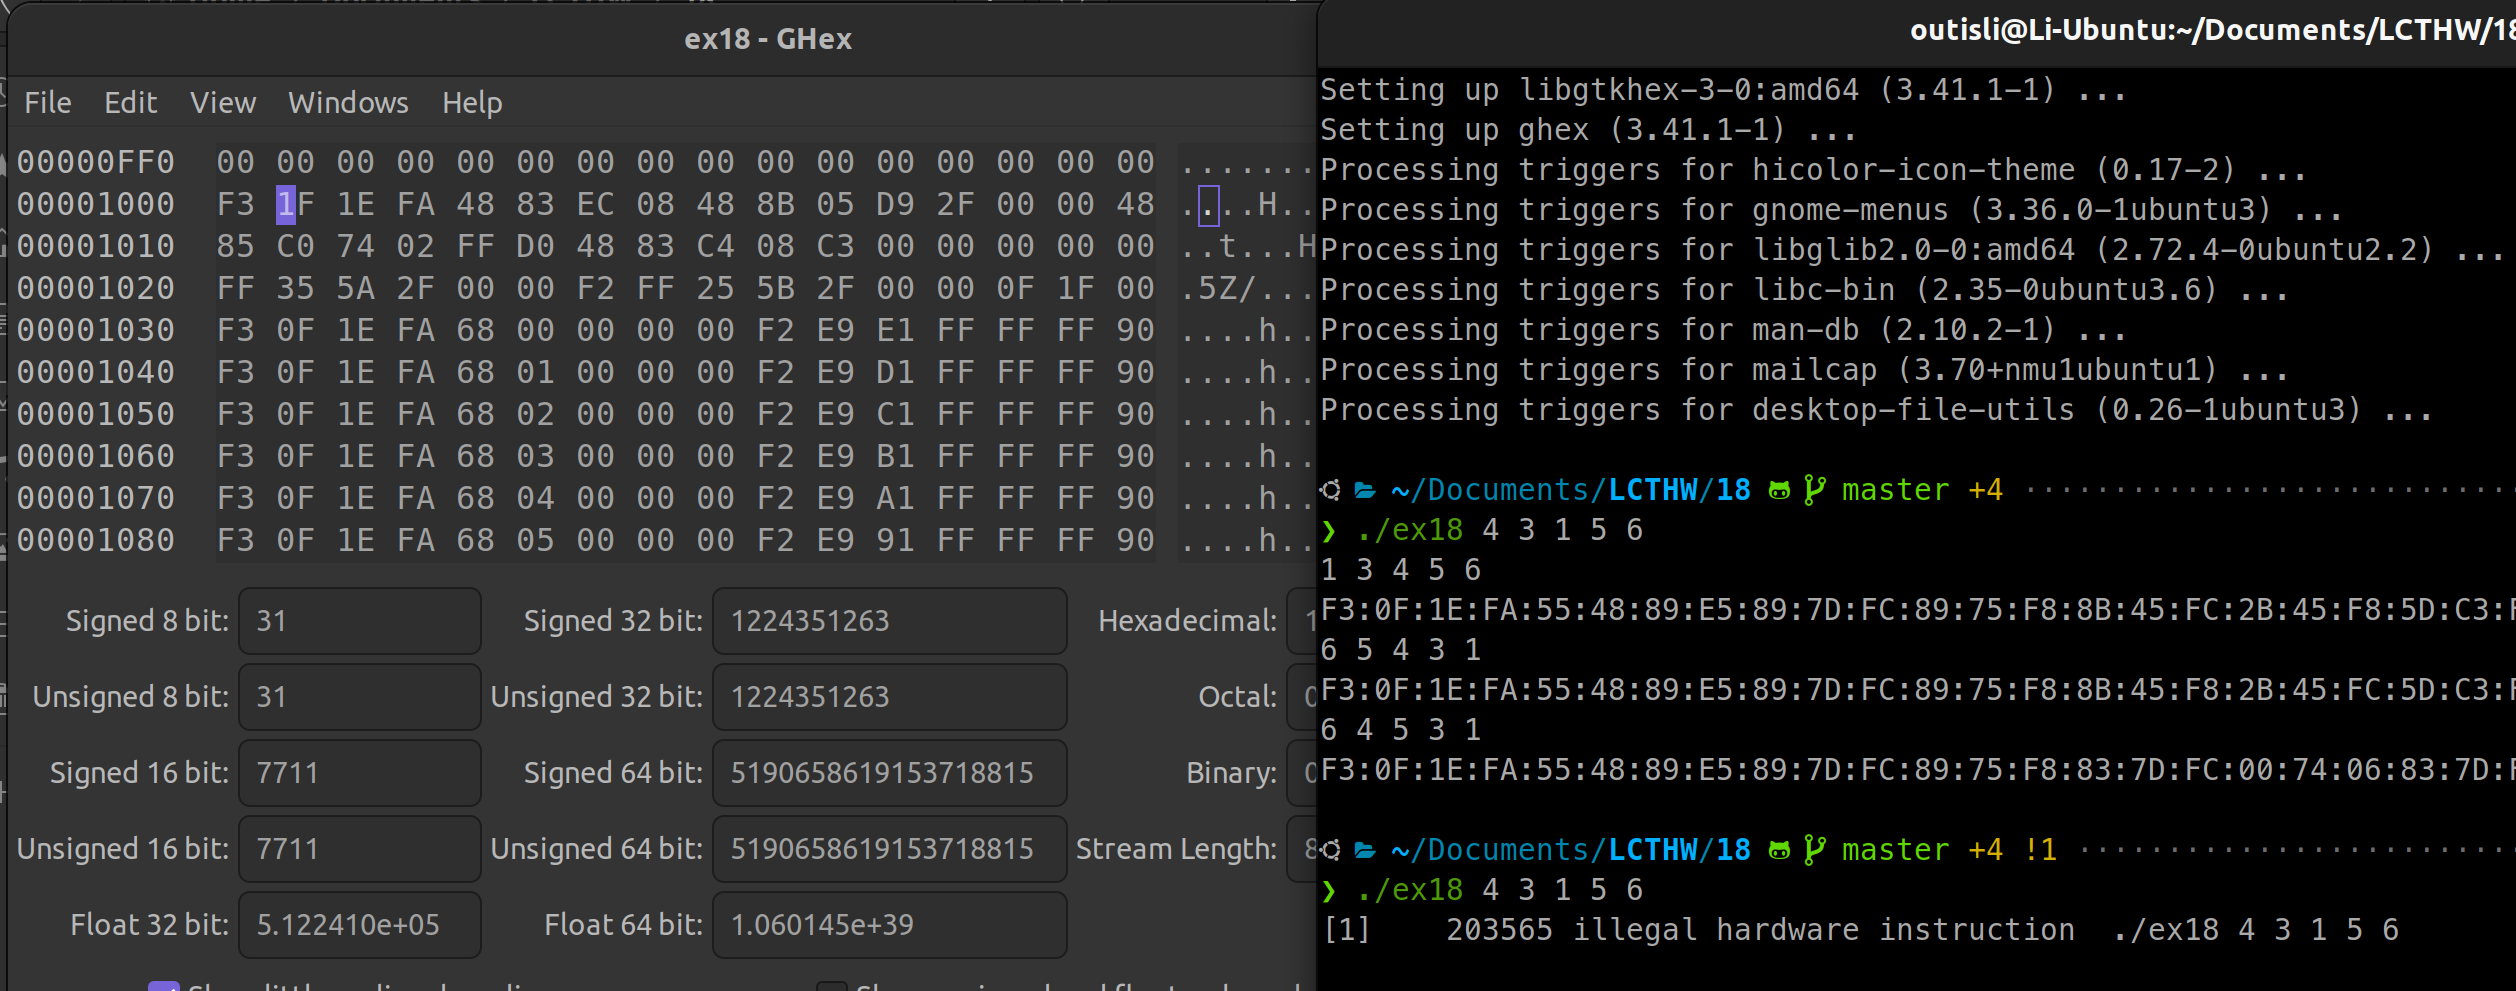 ex18 - GHex
File Edit View Windows Help
00000FF0 00 00 00 00 00 00 00 00 00 00 00 00 00 00 00 00 .......
00001000 F3 1F 1E FA 48 83 EC 08 48 8B 05 D9 2F 00 00 48 ....H..
00001010 85 C0 74 02 FF D0 48 83 C4 08 C3 00 00 00 00 00 ..t...H
00001020 FF 35 5A 2F 00 00 F2 FF 25 5B 2F 00 00 0F 1F 00 .5Z/...
00001030 F3 0F 1E FA 68 00 00 00 00 F2 E9 E1 FF FF FF 90 ....h..
00001040 F3 0F 1E FA 68 01 00 00 00 F2 E9 D1 FF FF FF 90 ....h..
00001050 F3 0F 1E FA 68 02 00 00 00 F2 E9 C1 FF FF FF 90 ....h..
00001060 F3 0F 1E FA 68 03 00 00 00 F2 E9 B1 FF FF FF 90 ....h..
00001070 F3 0F 1E FA 68 04 00 00 00 F2 E9 A1 FF FF FF 90 ....h..
00001080 F3 0F 1E FA 68 05 00 00 00 F2 E9 91 FF FF FF 90 ....h..
Signed 8 bit: 31 Signed 32 bit: 1224351263 Hexadecimal: 1
Unsigned 8 bit: 31 Unsigned 32 bit: 1224351263 Octal: 0
Signed 16 bit: 7711 Signed 64 bit: 5190658619153718815 Binary: 0
Unsigned 16 bit: 7711 Unsigned 64 bit: 5190658619153718815 Stream Length: 8
Float 32 bit: 5.122410e+05 Float 64 bit: 1.060145e+39
outisli@Li-Ubuntu:~/Documents/LCTHW/18
Setting up libgtkhex-3-0:amd64 (3.41.1-1) ...
Setting up ghex (3.41.1-1) ...
Processing triggers for hicolor-icon-theme (0.17-2) ...
Processing triggers for gnome-menus (3.36.0-1ubuntu3) ...
Processing triggers for libglib2.0-0:amd64 (2.72.4-0ubuntu2.2) ...
Processing triggers for libc-bin (2.35-0ubuntu3.6) ...
Processing triggers for man-db (2.10.2-1) ...
Processing triggers for mailcap (3.70+nmu1ubuntu1) ...
Processing triggers for desktop-file-utils (0.26-1ubuntu3) ...
~/Documents/LCTHW/18 master +4
❯ ./ex18 4 3 1 5 6
1 3 4 5 6
F3:0F:1E:FA:55:48:89:E5:89:7D:FC:89:75:F8:8B:45:FC:2B:45:F8:5D:C3:F
6 5 4 3 1
F3:0F:1E:FA:55:48:89:E5:89:7D:FC:89:75:F8:8B:45:F8:2B:45:FC:5D:C3:F
6 4 5 3 1
F3:0F:1E:FA:55:48:89:E5:89:7D:FC:89:75:F8:83:7D:FC:00:74:06:83:7D:F
~/Documents/LCTHW/18 master +4 !1
❯ ./ex18 4 3 1 5 6
[1] 203565 illegal hardware instruction ./ex18 4 3 1 5 6